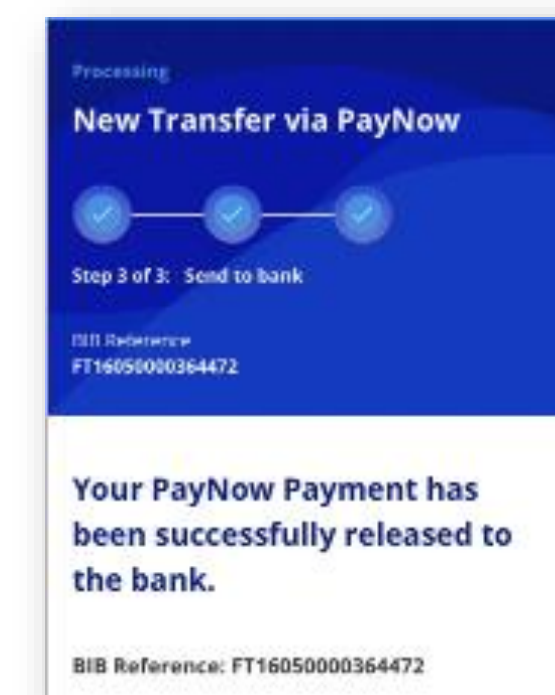 Processing
New Transfer via PayNow
Step 3 of 3: Send to bank
BIB Reference
FT16050000364472
Your PayNow Payment has
been successfully released to
the bank.
BIB Reference: FT16050000364472